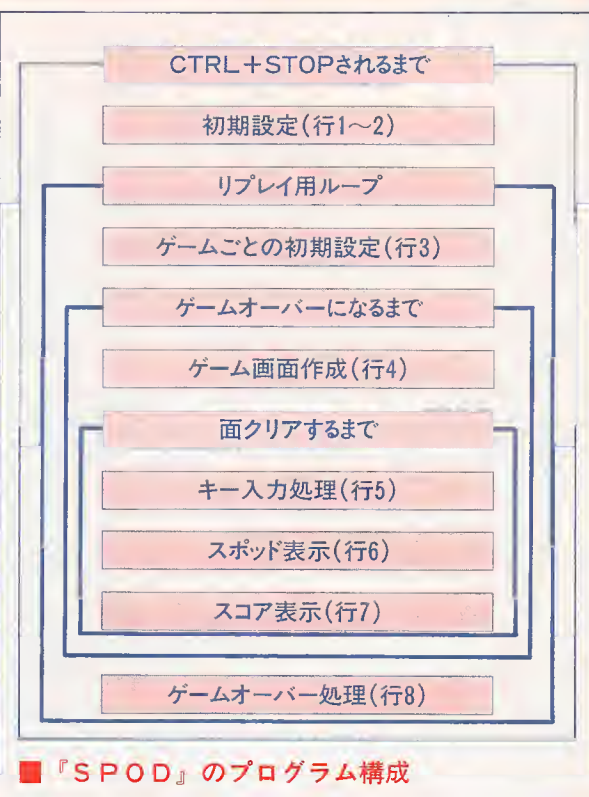 CTRL+STOPされるまで
初期設定(行1〜2)
リプレイ用ループ
ゲームごとの初期設定(行3)
ゲームオーバーになるまで
ゲーム画面作成(行4)
面クリアするまで
キー入力処理(行5)
スポッド表示(行6)
スコア表示(行7)
ゲームオーバー処理(行8)
■『SPOD』のプログラム構成